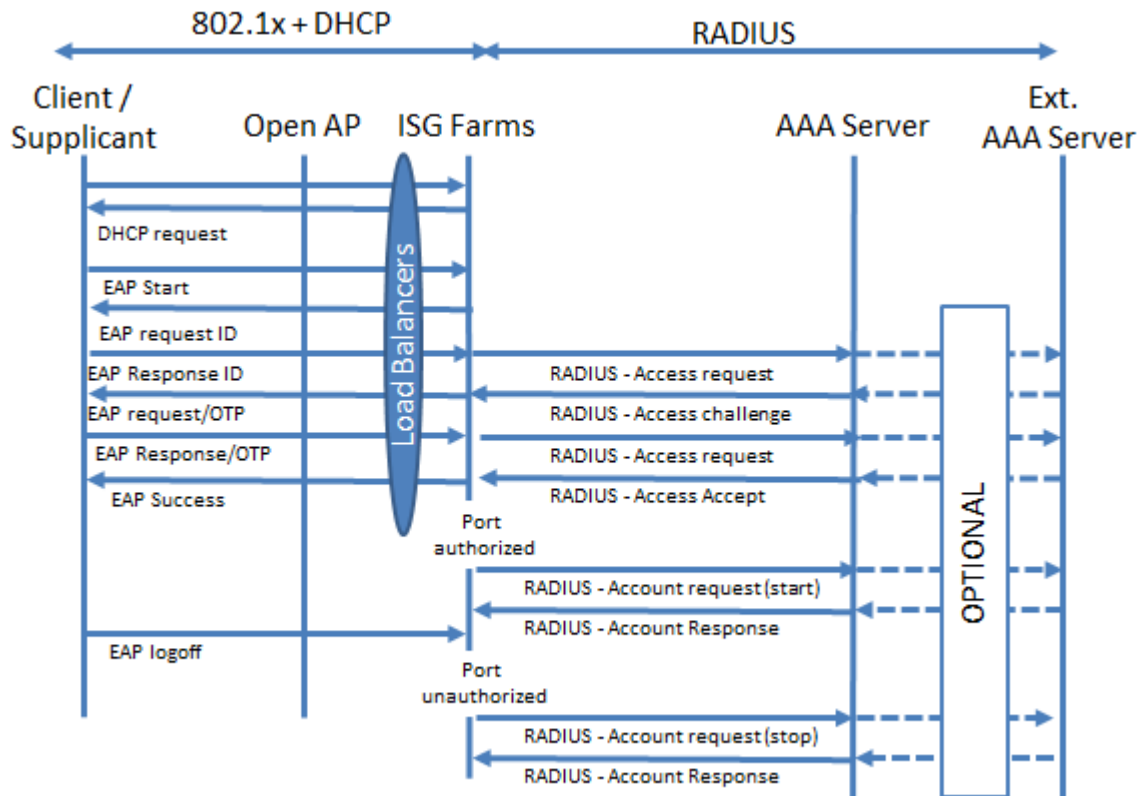 802.1x + DHCP
RADIUS
Client /
Supplicant
Open AP
ISG Farms
AAA Server
Ext.
AAA Server
DHCP request
EAP Start
EAP request ID
EAP Response ID
RADIUS - Access request
EAP request/OTP
RADIUS - Access challenge
EAP Response/OTP
RADIUS - Access request
EAP Success
RADIUS - Access Accept
Load Balancers
Port
authorized
OPTIONAL
RADIUS - Account request(start)
RADIUS - Account Response
EAP logoff
Port
unauthorized
RADIUS - Account request(stop)
RADIUS - Account Response